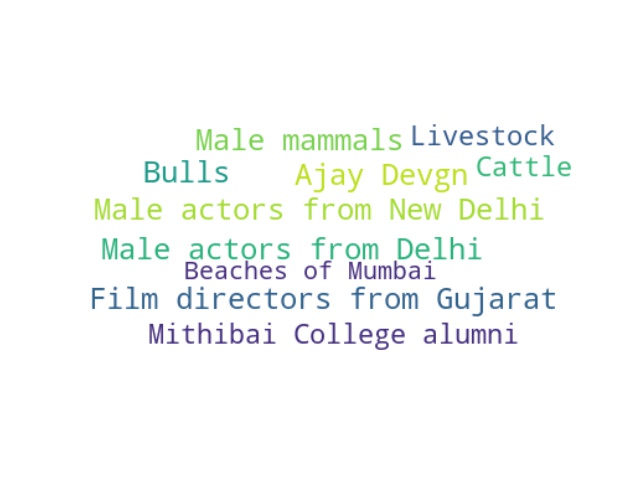 Male mammals Livestock
Bulls Ajay Devgn Cattle
Male actors from New Delhi
Male actors from Delhi
Beaches of Mumbai
Film directors from Gujarat
Mithibai College alumni